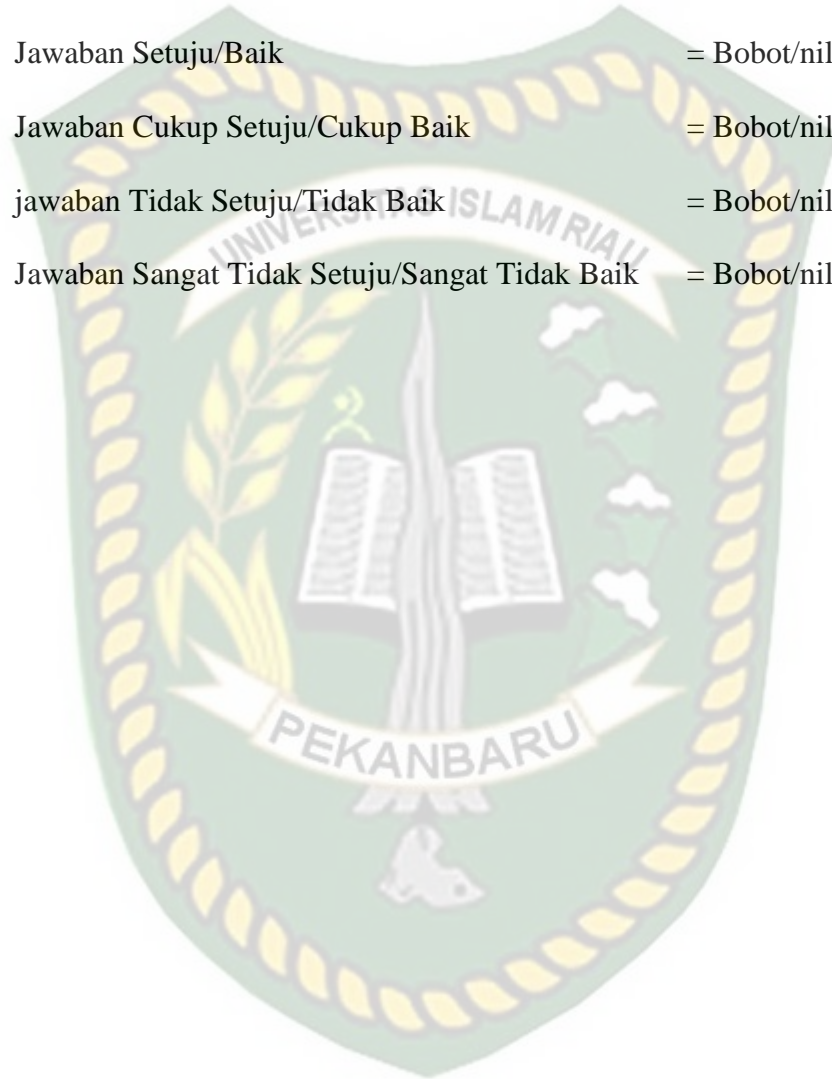 Jawaban Setuju/Baik = Bobot/nil
Jawaban Cukup Setuju/Cukup Baik = Bobot/nil
jawaban Tidak Setuju/Tidak Baik = Bobot/nil
UNIVERSITAS ISLAM RIAU
Jawaban Sangat Tidak Setuju/Sangat Tidak Baik = Bobot/nil
PEKANBARU